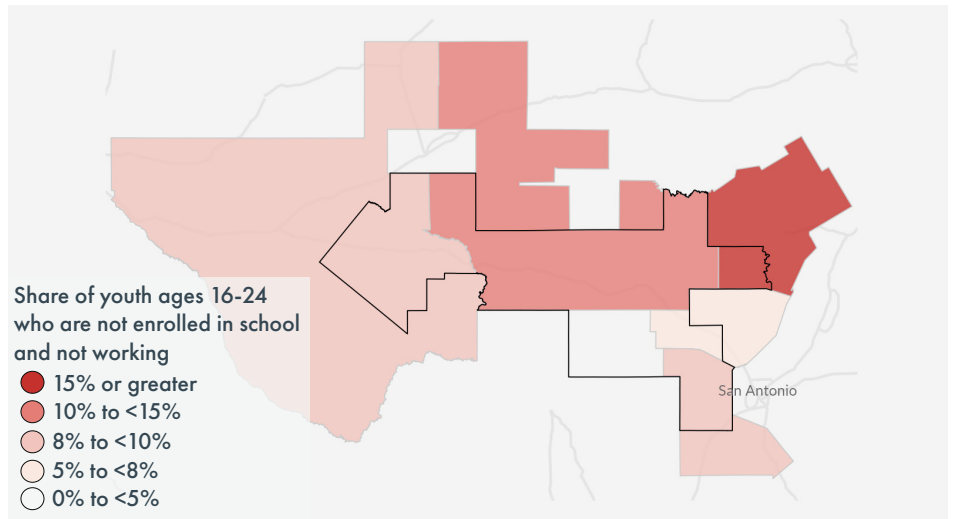 Share of youth ages 16-24
who are not enrolled in school
and not working
15% or greater
10% to <15%
8% to <10%
5% to <8%
0% to <5%
San Antonio